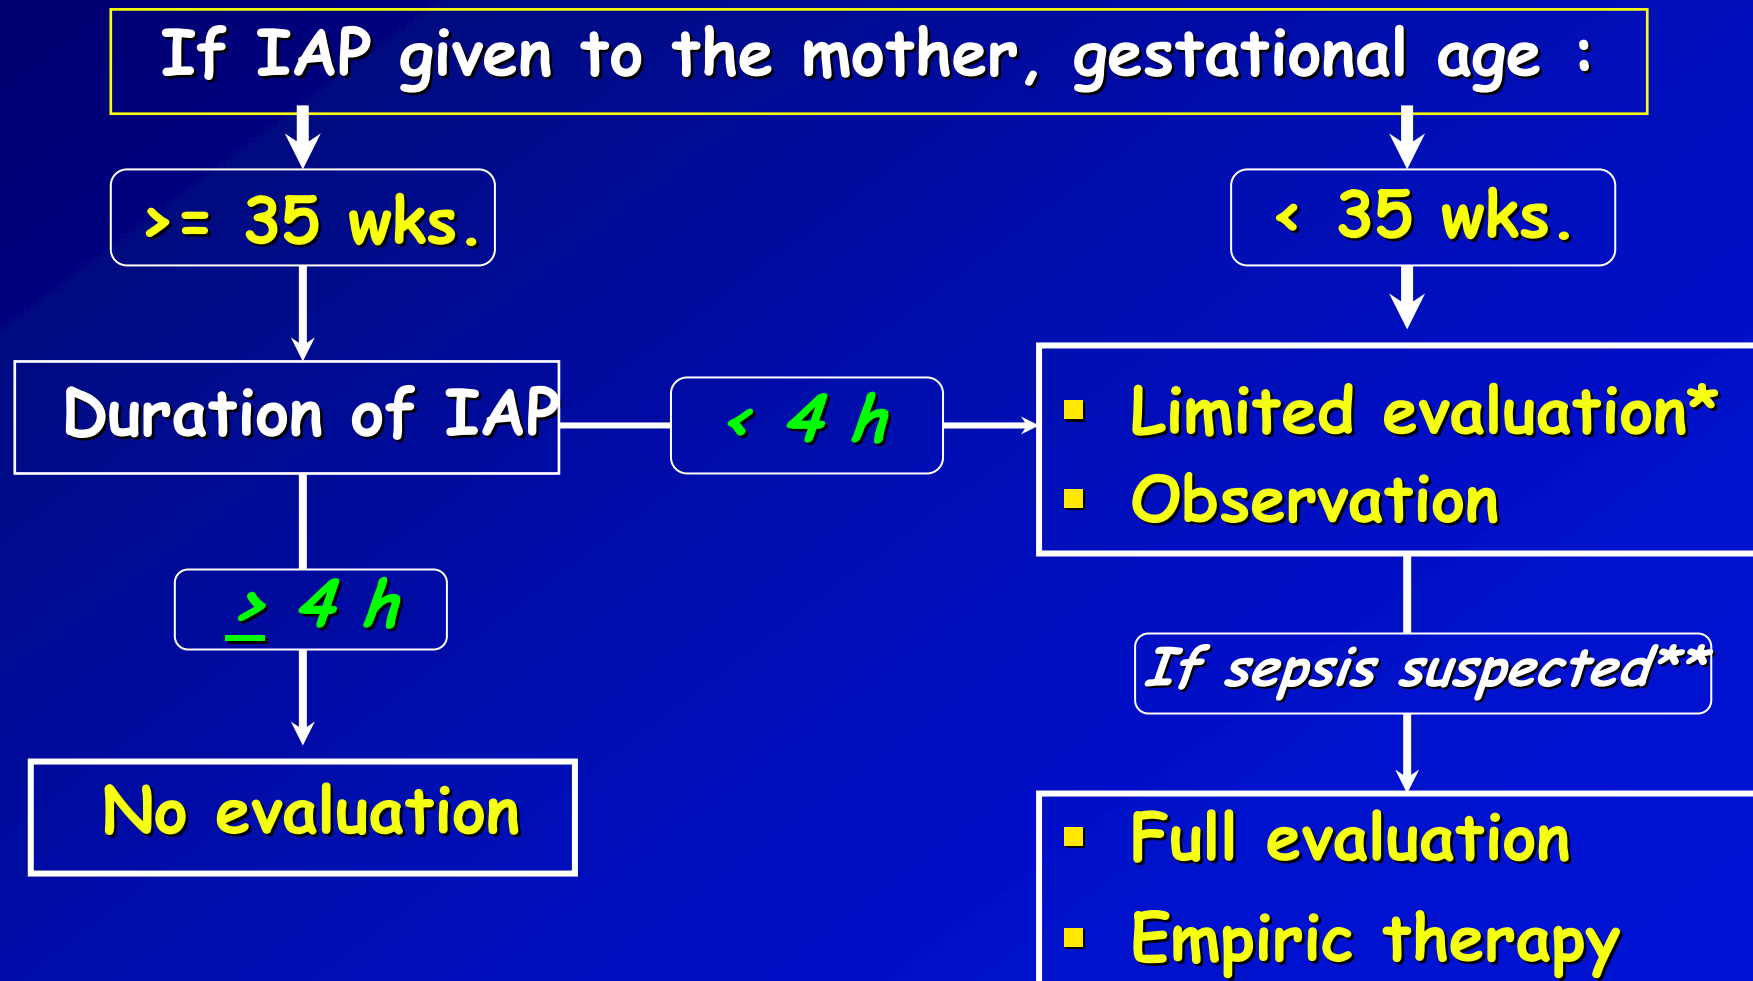 If IAP given to the mother, gestational age :
>= 35 wks.
< 35 wks.
Duration of IAP
< 4 h
▪ Limited evaluation*
▪ Observation
≥ 4 h
If sepsis suspected**
No evaluation
▪ Full evaluation
▪ Empiric therapy